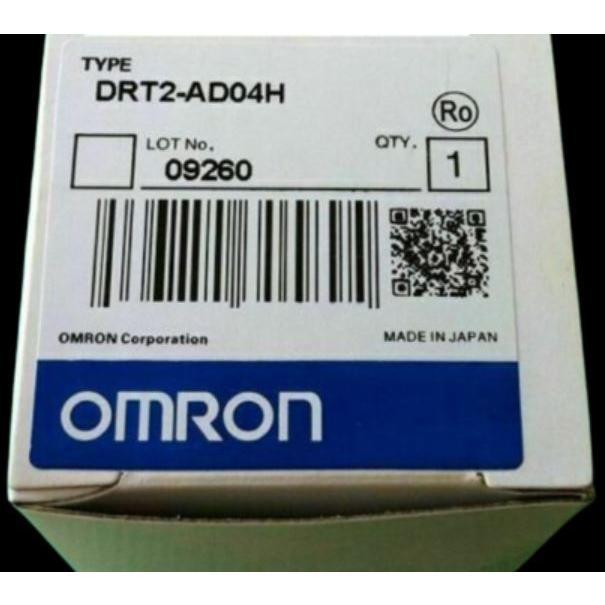 TYPE
DRT2-AD04H
Ro
LOT No.
09260
QTY.
1
OMRON Corporation
MADE IN JAPAN
OMRON